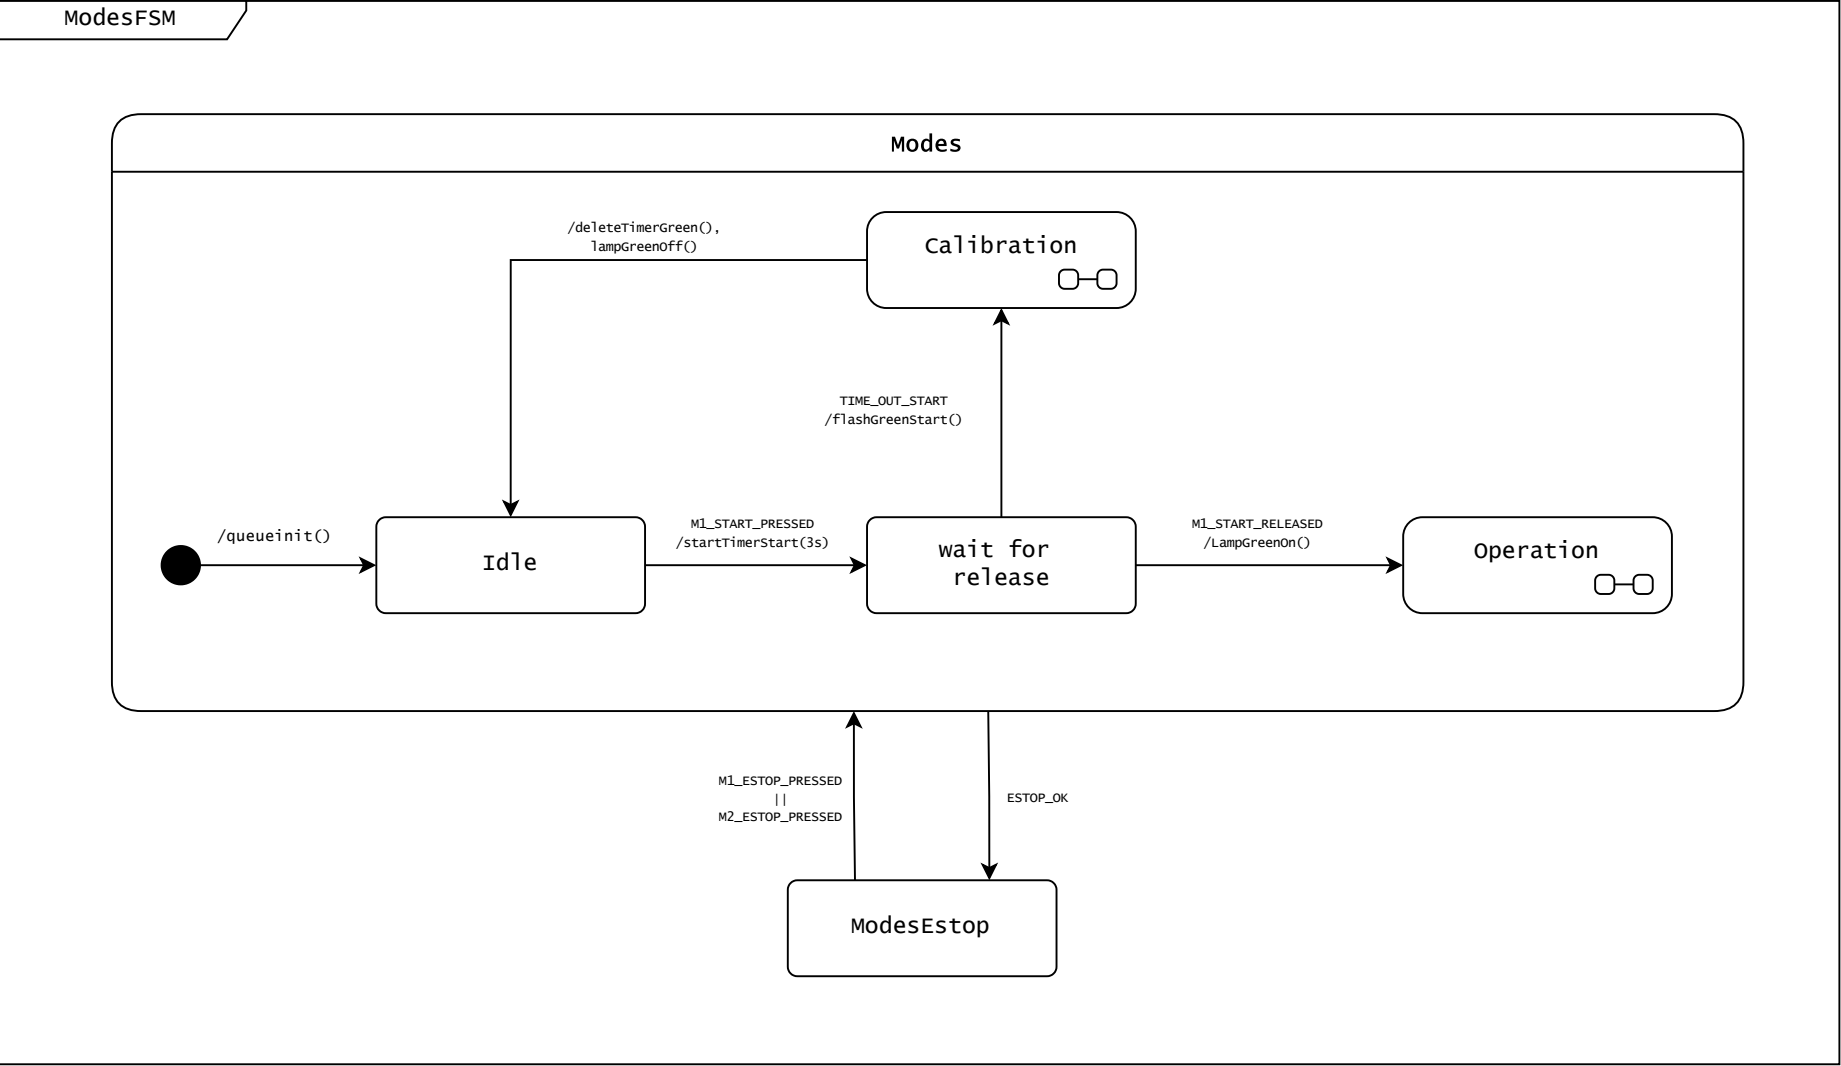 ModesFSM
Modes
/deleteTimerGreen(),
lampGreenOff()
Calibration
TIME_OUT_START
/flashGreenStart()
/queueinit()
Idle
M1_START_PRESSED
/startTimerStart(3s)
wait for
release
M1_START_RELEASED
/LampGreenOn()
Operation
M1_ESTOP_PRESSED
||
M2_ESTOP_PRESSED
ESTOP_OK
ModesEstop